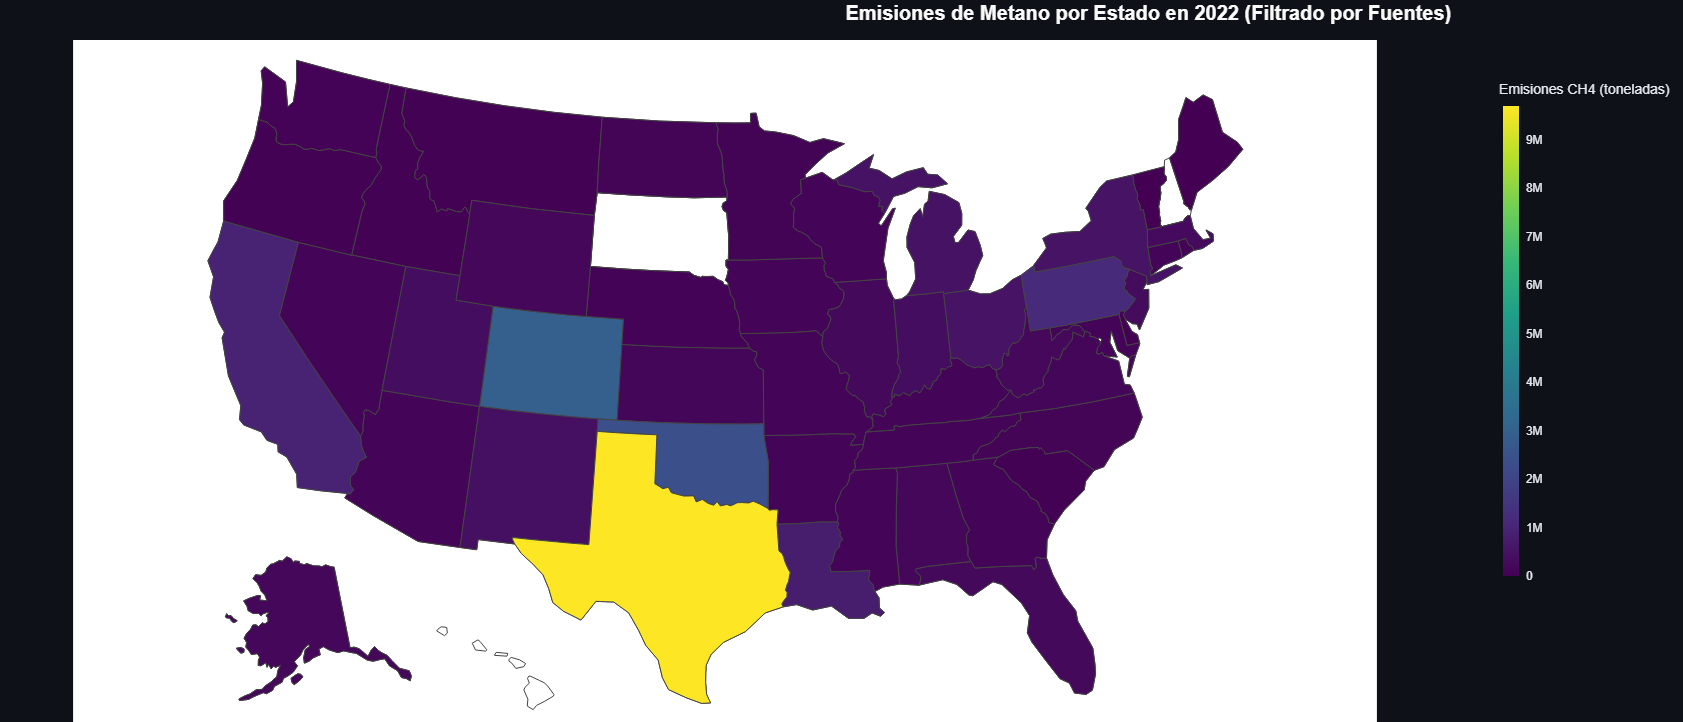 Emisiones de Metano por Estado en 2022 (Filtrado por Fuentes)
Emisiones CH4 (toneladas)
9M
8M
7M
6M
5M
4M
3M
2M
1M
0